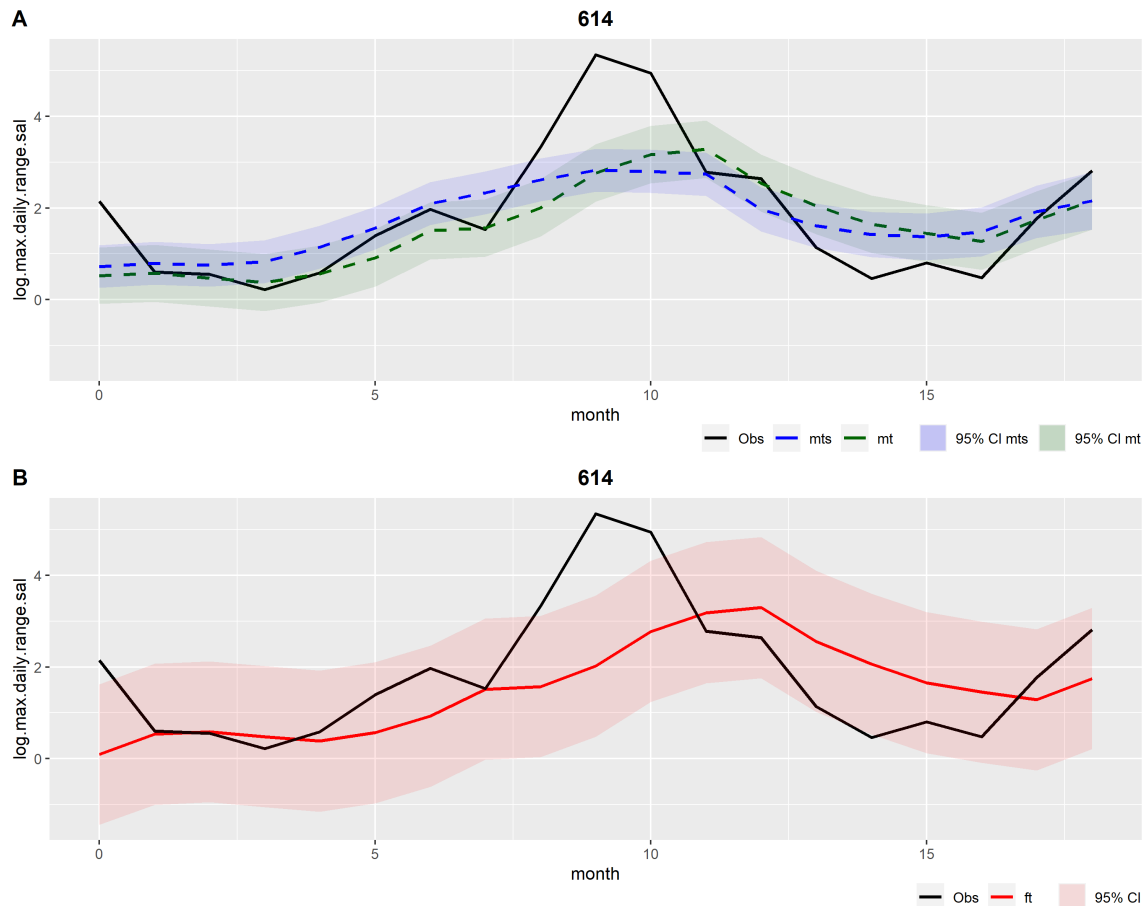 A
614
log.max.daily.range.sal
4
2
0
0 5 10 15
month
Obs mts mt 95% CI mts 95% CI mt
B
614
log.max.daily.range.sal
4
2
0
0 5 10 15
month
Obs ft 95% CI